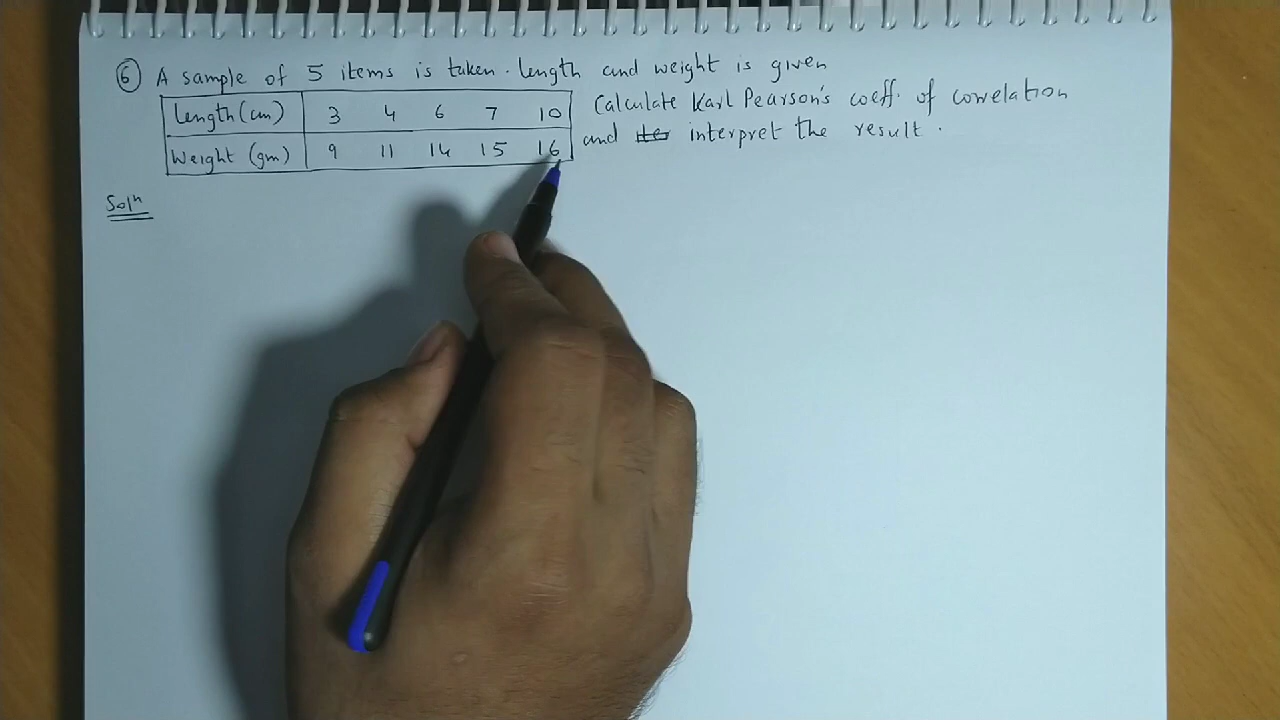 6 A sample of 5 items is taken. Length and weight is given
Length (cm) 3 4 6 7 10
Weight (gm) 9 11 14 15 16
Calculate Karl Pearson's coeff. of correlation
and interpret the result.
Solⁿ